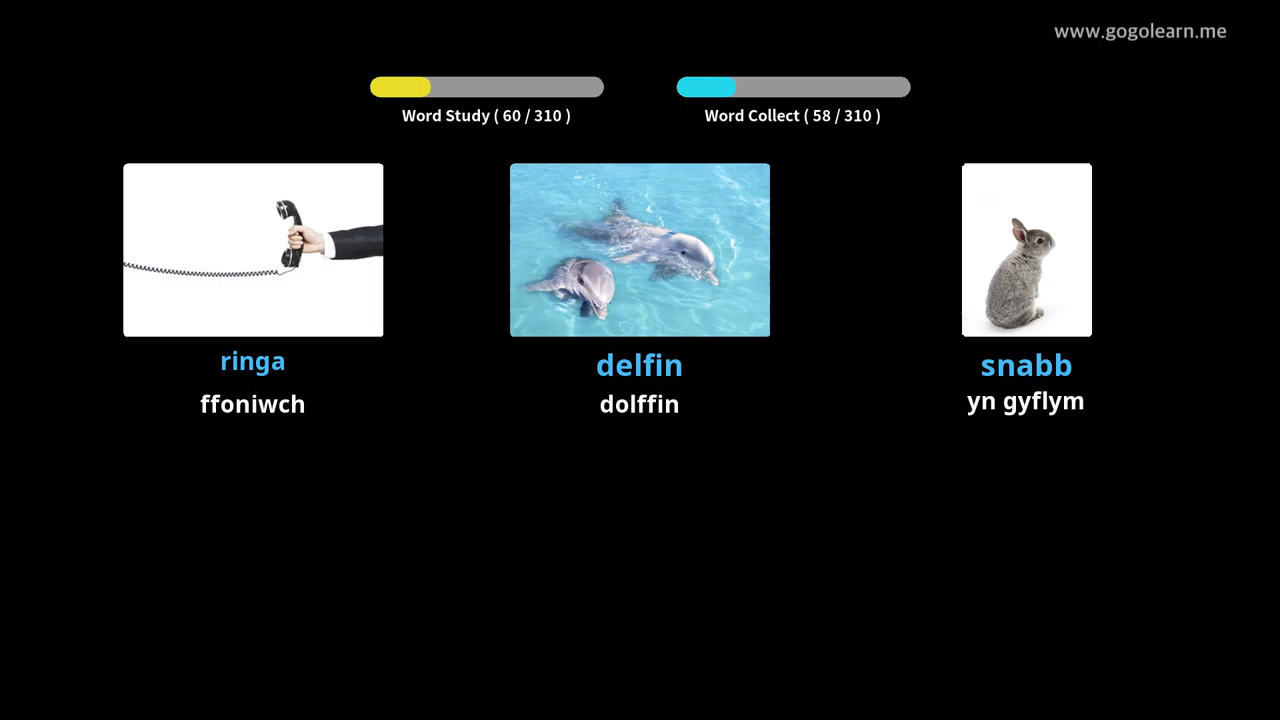 www.gogolearn.me
Word Study ( 60 / 310 )
Word Collect ( 58 / 310 )
ringa
delfin
snabb
ffoniwch
dolffin
yn gyflym